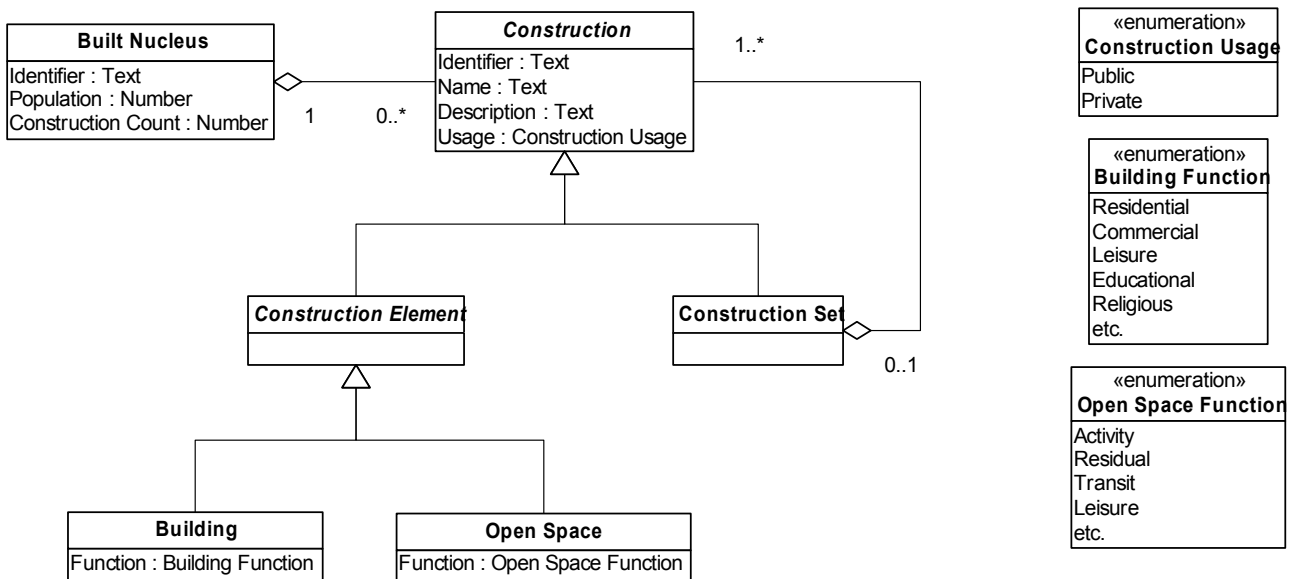 Built Nucleus
Identifier : Text
Population : Number
Construction Count : Number
1
0..*
Construction
Identifier : Text
Name : Text
Description : Text
Usage : Construction Usage
1..*
Construction Element
Construction Set
0..1
Building
Function : Building Function
Open Space
Function : Open Space Function
«enumeration»
Construction Usage
Public
Private
«enumeration»
Building Function
Residential
Commercial
Leisure
Educational
Religious
etc.
«enumeration»
Open Space Function
Activity
Residual
Transit
Leisure
etc.